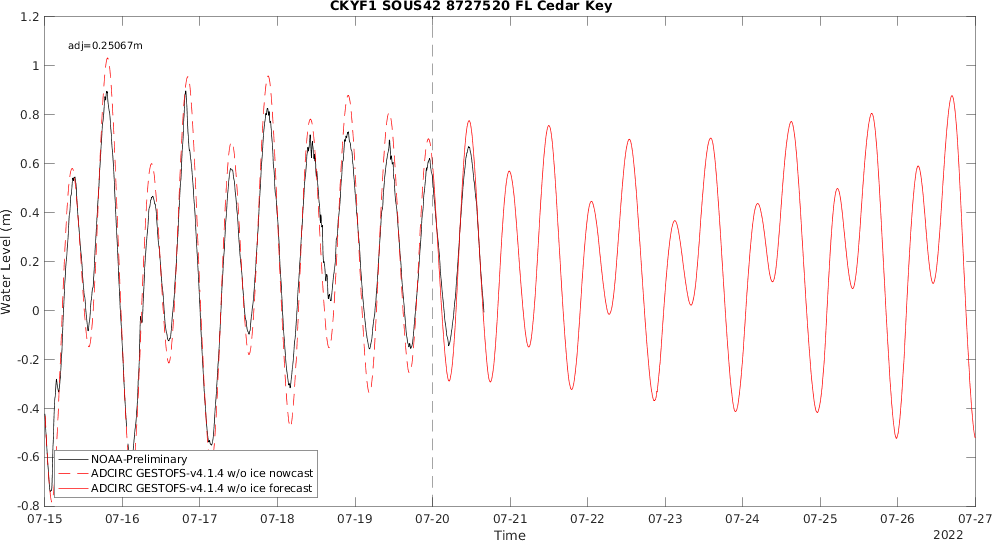 CKYF1 SOUS42 8727520 FL Cedar Key
adj=0.25067m
Water Level (m)
1.2
1
0.8
0.6
0.4
0.2
0
-0.2
-0.4
-0.6
-0.8
NOAA-Preliminary
ADCIRC GESTOFS-v4.1.4 w/o ice nowcast
ADCIRC GESTOFS-v4.1.4 w/o ice forecast
07-15 07-16 07-17 07-18 07-19 07-20 07-21 07-22 07-23 07-24 07-25 07-26 07-27
Time
2022